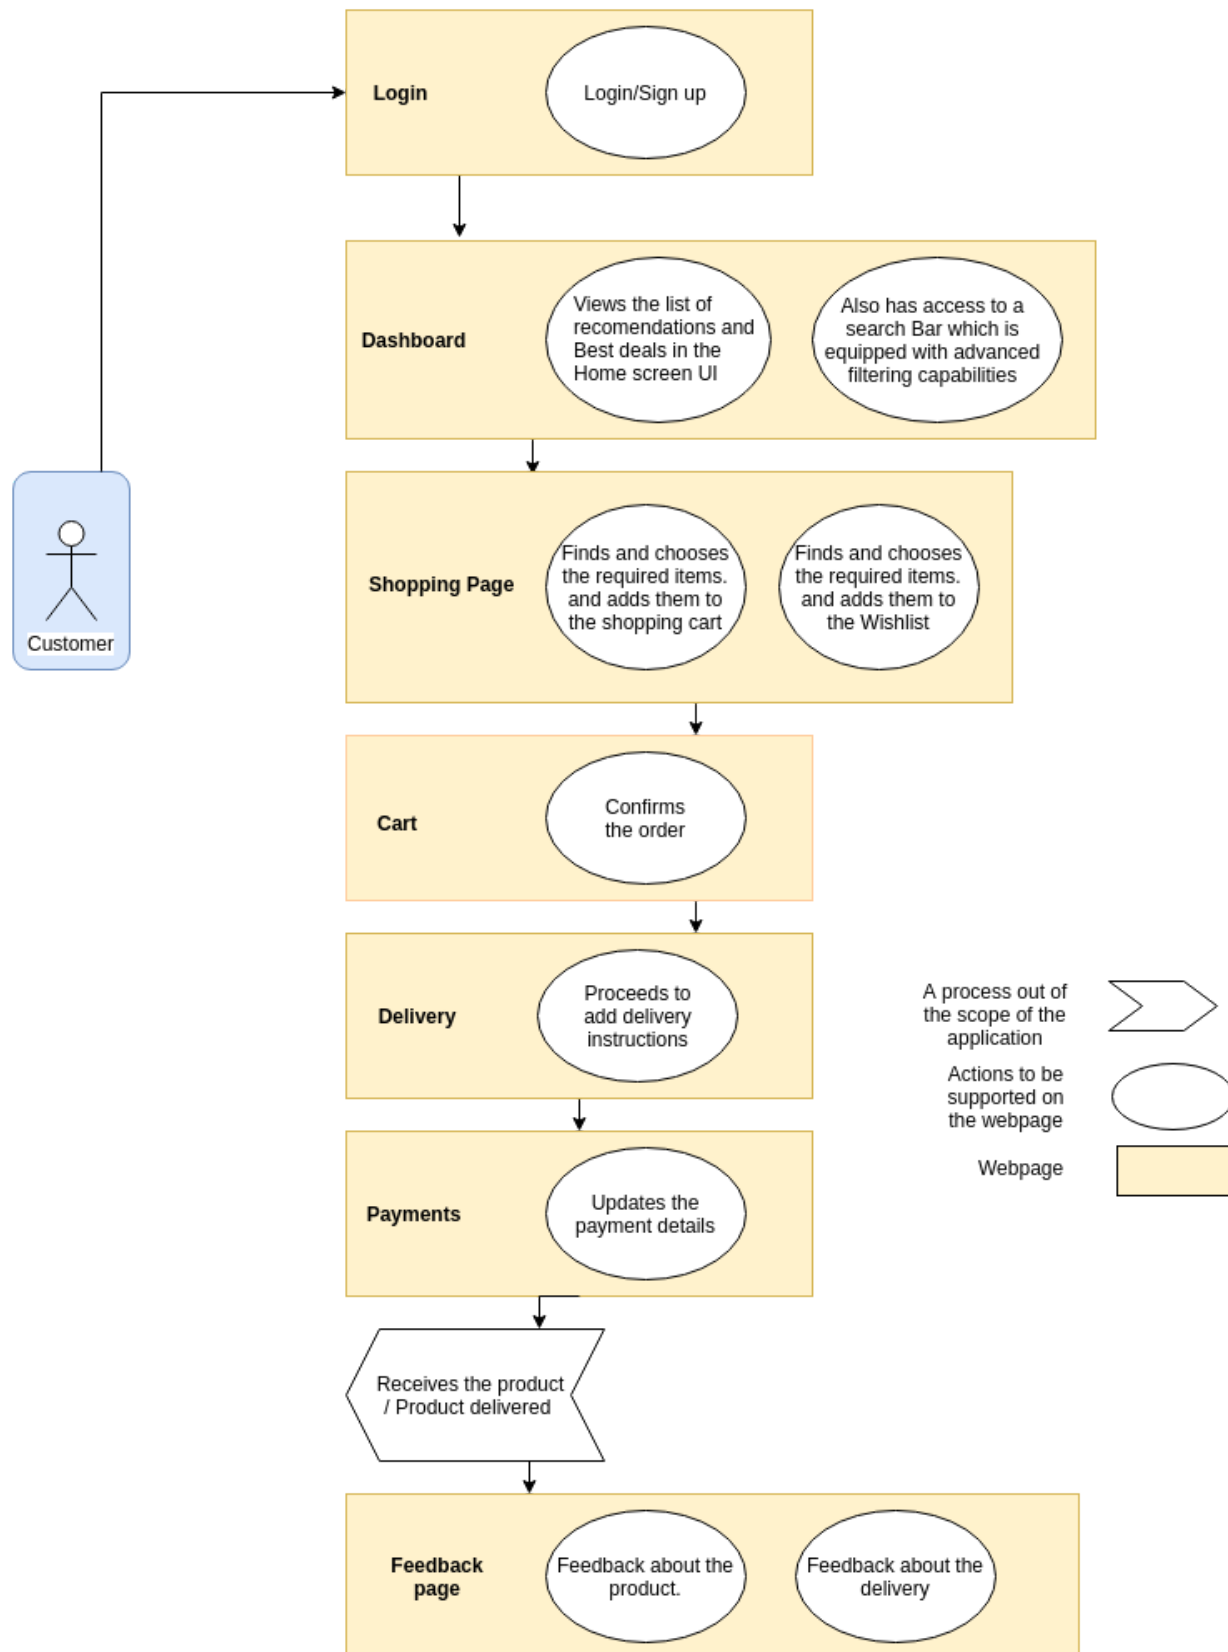 Login
Login/Sign up
Dashboard
Views the list of
recomendations and
Best deals in the
Home screen UI
Also has access to a
search Bar which is
equipped with advanced
filtering capabilities
Customer
Shopping Page
Finds and chooses
the required items.
and adds them to
the shopping cart
Finds and chooses
the required items.
and adds them to
the Wishlist
Cart
Confirms
the order
Delivery
Proceeds to
add delivery
instructions
A process out of
the scope of the
application
Actions to be
supported on
the webpage
Webpage
Payments
Updates the
payment details
Receives the product
/ Product delivered
Feedback
page
Feedback about the
product.
Feedback about the
delivery